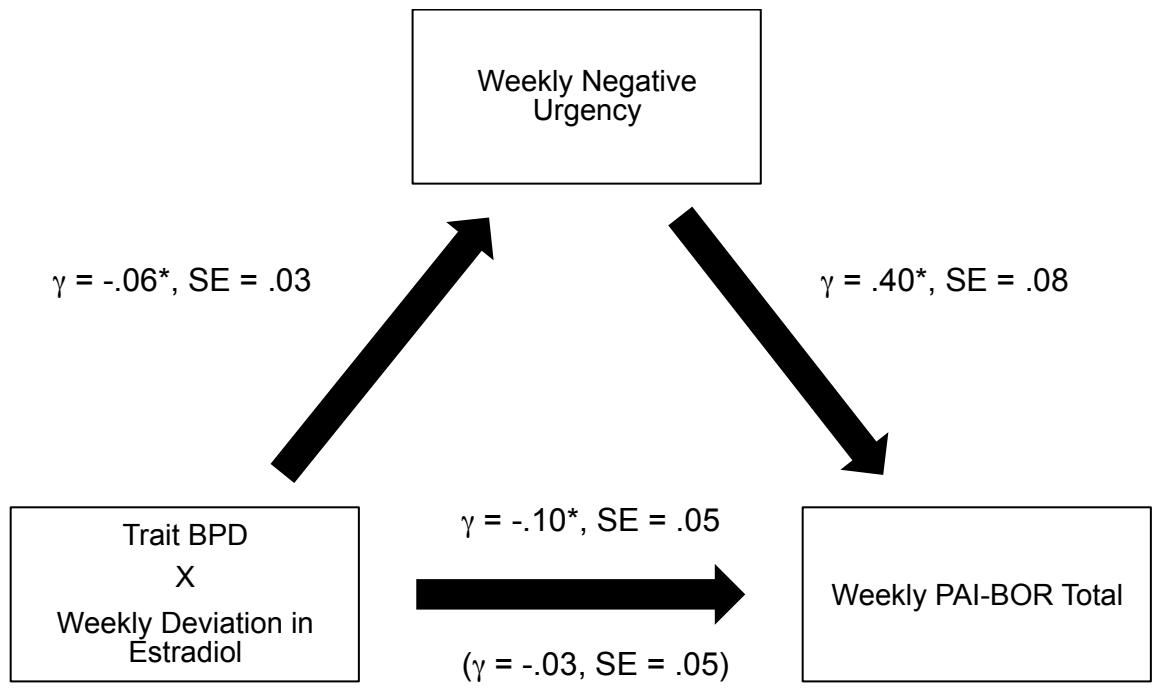 Weekly Negative
Urgency
γ = -.06*, SE = .03
γ = .40*, SE = .08
Trait BPD
X
Weekly Deviation in
Estradiol
γ = -.10*, SE = .05
(γ = -.03, SE = .05)
Weekly PAI-BOR Total